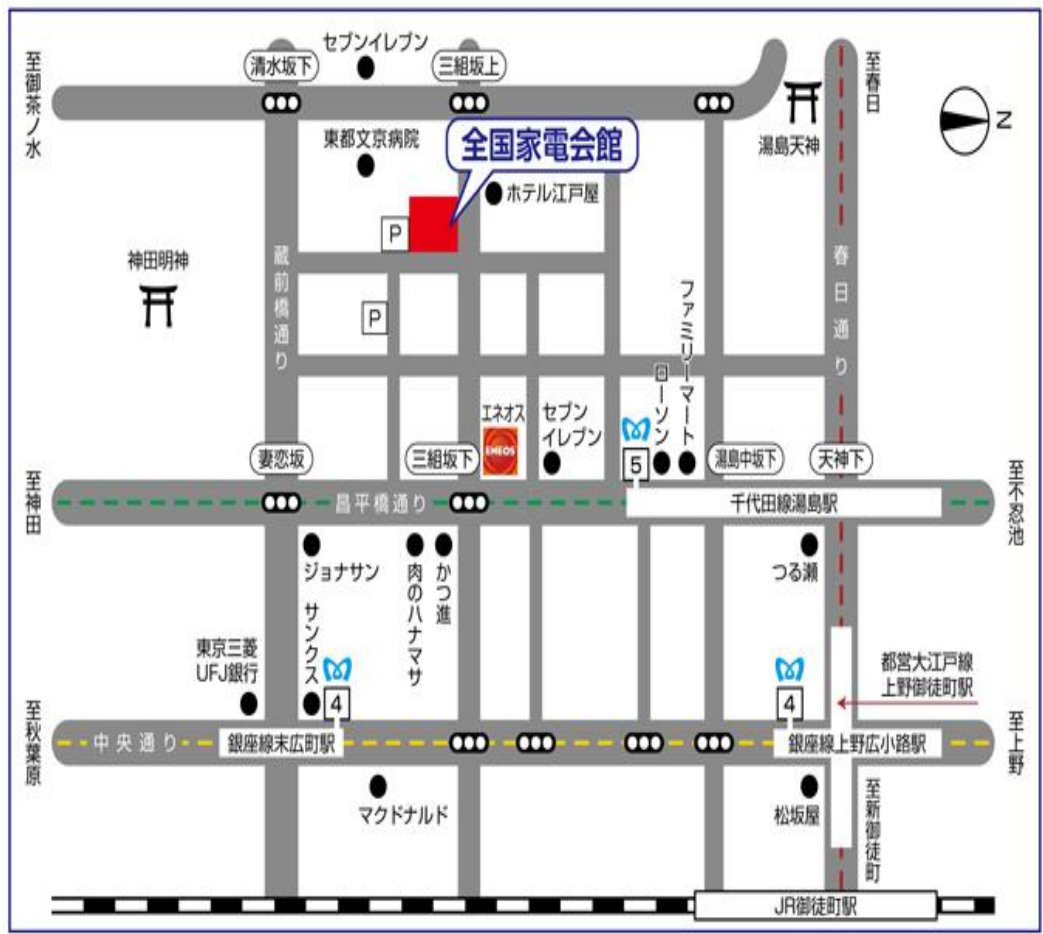 セブンイレブン
清水坂下
三組坂上
至御茶ノ水
至春日
東都文京病院
全国家電会館
湯島天神
N
ホテル江戸屋
P
神田明神
蔵前橋通り
春日通り
P
ファミリーマート
ローソン
エネオス
ENEOS
セブン
イレブン
妻恋坂
三組坂下
5
湯島中坂下
天神下
至神田
昌平橋通り
千代田線湯島駅
至不忍池
ジョナサン
肉のハナマサ
かつ進
つる瀬
サンクス
東京三菱
UFJ銀行
4
4
都営大江戸線
上野御徒町駅
至秋葉原
中央通り
銀座線末広町駅
銀座線上野広小路駅
至上野
マクドナルド
松坂屋
至新御徒町
JR御徒町駅